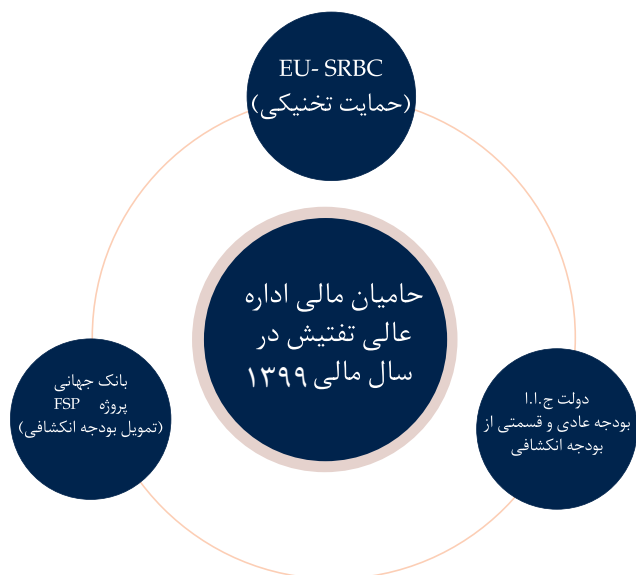 EU- SRBC
(حمایت تخنیکی)
حامیان مالی اداره
عالی تفتیش در
سال مالی ۱۳۹۹
دولت ج.ا.ا
بودجه عادی و قسمتی از
بودجه انکشافی
بانک جهانی
پروژه FSP
(تمویل بودجه انکشافی)